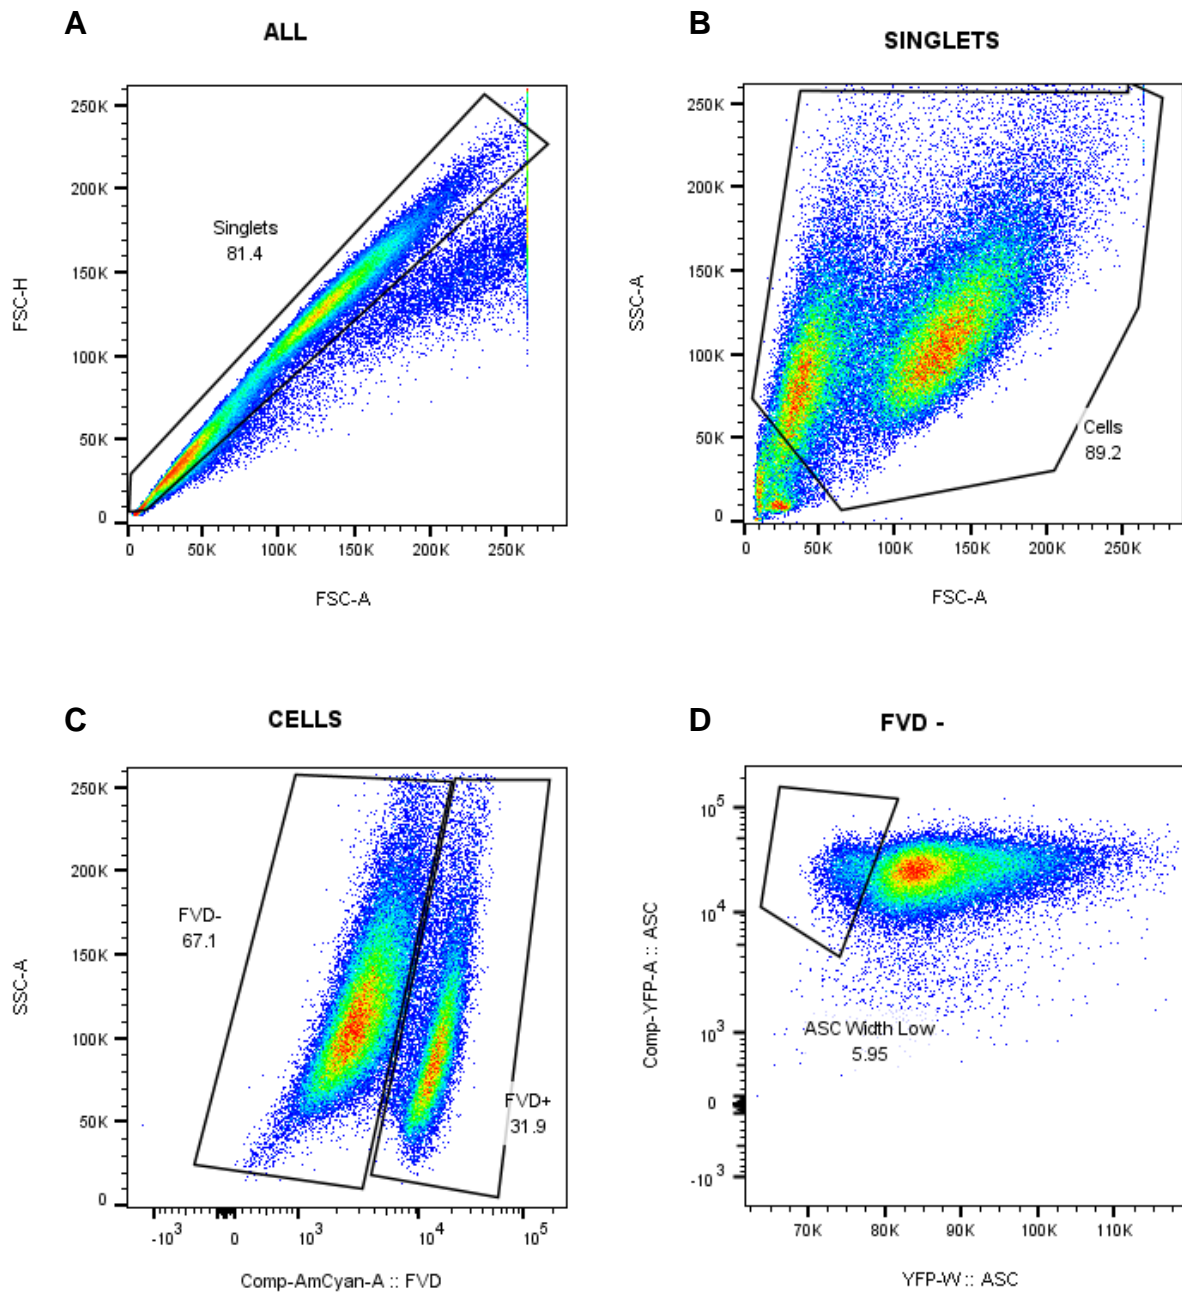 A
ALL
250K
200K
150K
100K
50K
0
FSC-H
Singlets
81.4
0 50K 100K 150K 200K 250K
FSC-A
B
SINGLETS
250K
200K
150K
100K
50K
0
SSC-A
Cells
89.2
0 50K 100K 150K 200K 250K
FSC-A
C
CELLS
250K
200K
150K
100K
50K
0
SSC-A
FVD-
67.1
FVD+
31.9
-10³ 0 10³ 10⁴ 10⁵
Comp-AmCyan-A :: FVD
D
FVD -
10⁵
10⁴
10³
0
-10³
Comp-YFP-A :: ASC
ASC Width Low
5.95
70K 80K 90K 100K 110K
YFP-W :: ASC